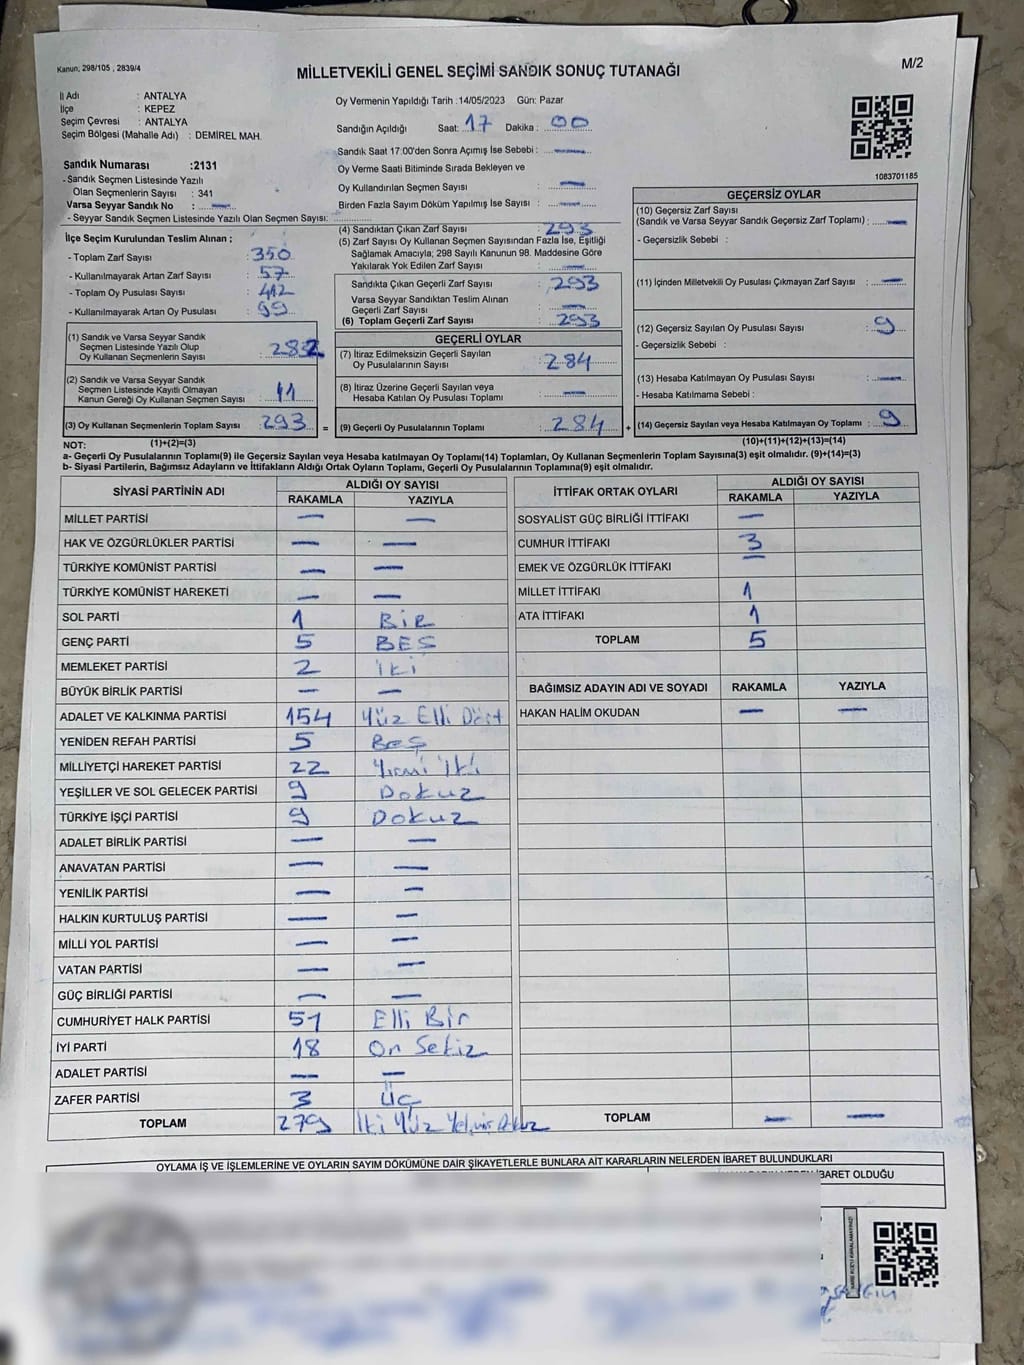 Kanun, 298/105 , 2839/4
MİLLETVEKİLİ GENEL SEÇİMİ SANDIK SONUÇ TUTANAĞI
M/2
İl Adı : ANTALYA
İlçe : KEPEZ
Seçim Çevresi : ANTALYA
Seçim Bölgesi (Mahalle Adı) : DEMİREL MAH.
Sandık Numarası :2131
- Sandık Seçmen Listesinde Yazılı
Olan Seçmenlerin Sayısı : 341
Varsa Seyyar Sandık No : —
- Seyyar Sandık Seçmen Listesinde Yazılı Olan Seçmen Sayısı:
İlçe Seçim Kurulundan Teslim Alınan ;
- Toplam Zarf Sayısı : 350
- Kullanılmayarak Artan Zarf Sayısı : 57
- Toplam Oy Pusulası Sayısı : 412
- Kullanılmayarak Artan Oy Pusulası : 99
(1) Sandık ve Varsa Seyyar Sandık
Seçmen Listesinde Yazılı Olup
Oy Kullanan Seçmenlerin Sayısı : 282
(2) Sandık ve Varsa Seyyar Sandık
Seçmen Listesinde Kayıtlı Olmayan
Kanun Gereği Oy Kullanan Seçmen Sayısı : 11
(3) Oy Kullanan Seçmenlerin Toplam Sayısı : 293 =
Oy Vermenin Yapıldığı Tarih :14/05/2023 Gün: Pazar
Sandığın Açıldığı Saat: 17 Dakika : 00
Sandık Saat 17:00'den Sonra Açımış İse Sebebi : —
Oy Verme Saati Bitiminde Sırada Bekleyen ve
Oy Kullandırılan Seçmen Sayısı : —
Birden Fazla Sayım Döküm Yapılmış İse Sayısı : —
(4) Sandıktan Çıkan Zarf Sayısı : 293
(5) Zarf Sayısı Oy Kullanan Seçmen Sayısından Fazla İse, Eşitliği
Sağlamak Amacıyla; 298 Sayılı Kanunun 98. Maddesine Göre
Yakılarak Yok Edilen Zarf Sayısı : —
Sandıkta Çıkan Geçerli Zarf Sayısı : 293
Varsa Seyyar Sandıktan Teslim Alınan
Geçerli Zarf Sayısı : —
(6) Toplam Geçerli Zarf Sayısı : 293
GEÇERLİ OYLAR
(7) İtiraz Edilmeksizin Geçerli Sayılan
Oy Pusulalarının Sayısı : 284
(8) İtiraz Üzerine Geçerli Sayılan veya
Hesaba Katılan Oy Pusulası Toplamı : —
(9) Geçerli Oy Pusulalarının Toplamı : 284 +
1083701185
GEÇERSİZ OYLAR
(10) Geçersiz Zarf Sayısı
(Sandık ve Varsa Seyyar Sandık Geçersiz Zarf Toplamı) : —
- Geçersizlik Sebebi :
(11) İçinden Milletvekili Oy Pusulası Çıkmayan Zarf Sayısı : —
(12) Geçersiz Sayılan Oy Pusulası Sayısı : 9
- Geçersizlik Sebebi :
(13) Hesaba Katılmayan Oy Pusulası Sayısı : —
- Hesaba Katılmama Sebebi :
(14) Geçersiz Sayılan veya Hesaba Katılmayan Oy Toplamı : 9
NOT: (1)+(2)=(3) (10)+(11)+(12)+(13)=(14)
a- Geçerli Oy Pusulalarının Toplamı(9) ile Geçersiz Sayılan veya Hesaba Katılmayan Oy Toplamı(14) Toplamları, Oy Kullanan Seçmenlerin Toplam Sayısına(3) eşit olmalıdır. (9)+(14)=(3)
b- Siyasi Partilerin, Bağımsız Adayların ve İttifakların Aldığı Ortak Oyların Toplamı, Geçerli Oy Pusulalarının Toplamına(9) eşit olmalıdır.
SİYASİ PARTİNİN ADI ALDIĞI OY SAYISI
RAKAMLA YAZIYLA
MİLLET PARTİSİ — —
HAK VE ÖZGÜRLÜKLER PARTİSİ — —
TÜRKİYE KOMÜNİST PARTİSİ — —
TÜRKİYE KOMÜNİST HAREKETİ — —
SOL PARTİ 1 BİR
GENÇ PARTİ 5 BES
MEMLEKET PARTİSİ 2 İki
BÜYÜK BİRLİK PARTİSİ — —
ADALET VE KALKINMA PARTİSİ 154 Yüz Elli Dört
YENİDEN REFAH PARTİSİ 5 Beş
MİLLİYETÇİ HAREKET PARTİSİ 22 Yirmi İki
YEŞİLLER VE SOL GELECEK PARTİSİ 9 Dokuz
TÜRKİYE İŞÇİ PARTİSİ 9 Dokuz
ADALET BİRLİK PARTİSİ — —
ANAVATAN PARTİSİ — —
YENİLİK PARTİSİ — —
HALKIN KURTULUŞ PARTİSİ — —
MİLLİ YOL PARTİSİ — —
VATAN PARTİSİ — —
GÜÇ BİRLİĞİ PARTİSİ — —
CUMHURİYET HALK PARTİSİ 51 Elli Bir
İYİ PARTİ 18 On Sekiz
ADALET PARTİSİ — —
ZAFER PARTİSİ 3 Üç
TOPLAM 279 İki Yüz Yetmiş Dokuz
İTTİFAK ORTAK OYLARI ALDIĞI OY SAYISI
RAKAMLA YAZIYLA
SOSYALİST GÜÇ BİRLİĞİ İTTİFAKI —
CUMHUR İTTİFAKI 3
EMEK VE ÖZGÜRLÜK İTTİFAKI —
MİLLET İTTİFAKI 1
ATA İTTİFAKI 1
TOPLAM 5
BAĞIMSIZ ADAYIN ADI VE SOYADI RAKAMLA YAZIYLA
HAKAN HALİM OKUDAN — —
TOPLAM — —
OYLAMA İŞ VE İŞLEMLERİNE VE OYLARIN SAYIM DÖKÜMÜNE DAİR ŞİKAYETLERLE BUNLARA AİT KARARLARIN NELERDEN İBARET BULUNDUKLARI
İBARET OLDUĞU